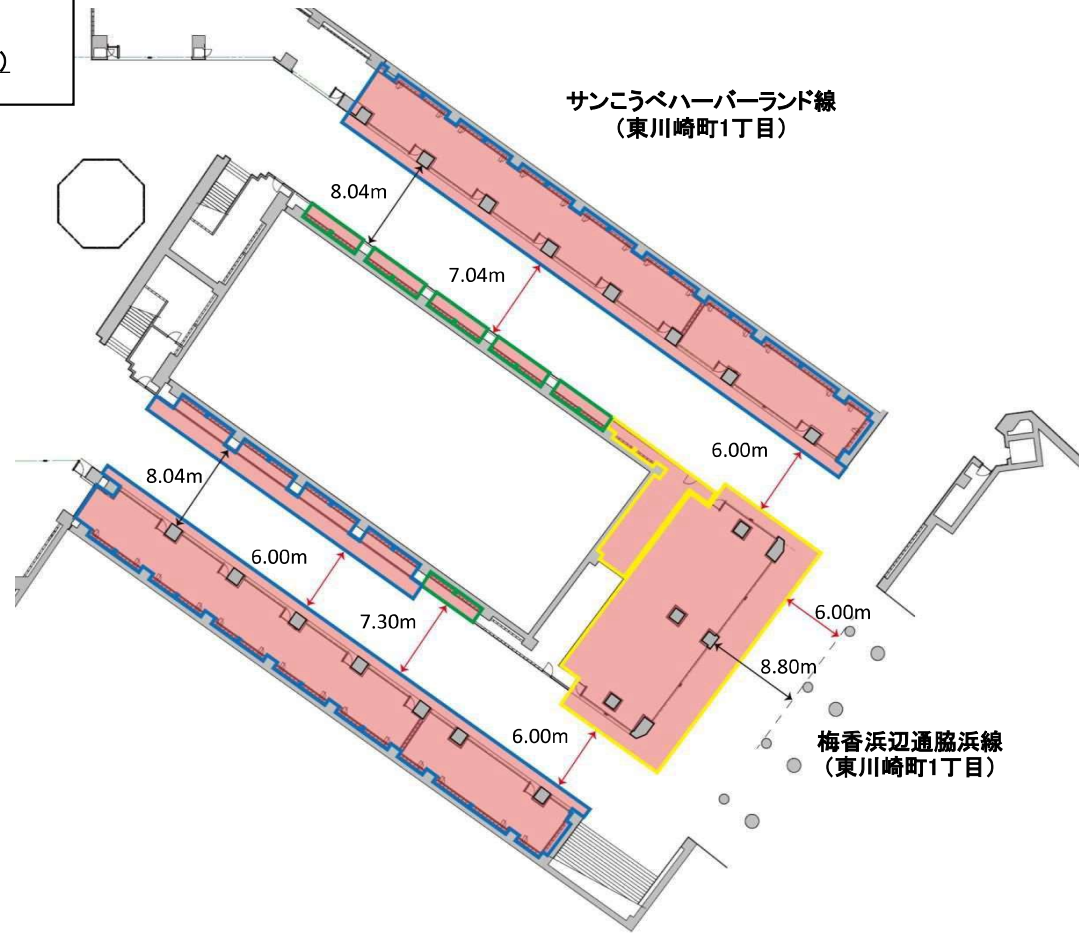 )
サンこうべハーバーランド線
（東川崎町1丁目）
8.04m
7.04m
6.00m
8.04m
6.00m
7.30m
6.00m
8.80m
6.00m
梅香浜辺通脇浜線
（東川崎町1丁目）